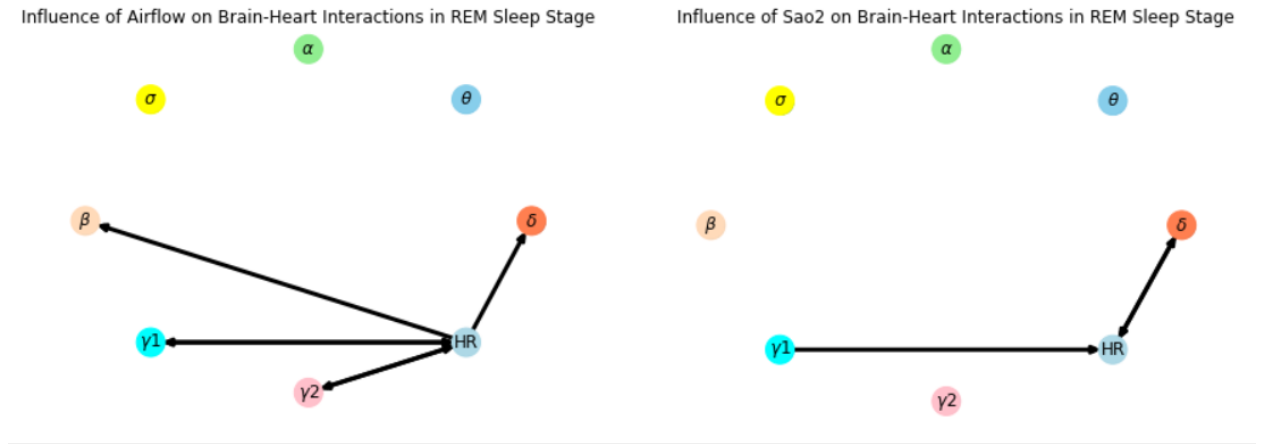 Influence of Airflow on Brain-Heart Interactions in REM Sleep Stage
α
σ
θ
β
δ
γ1
HR
γ2
Influence of Sao2 on Brain-Heart Interactions in REM Sleep Stage
α
σ
θ
β
δ
γ1
HR
γ2